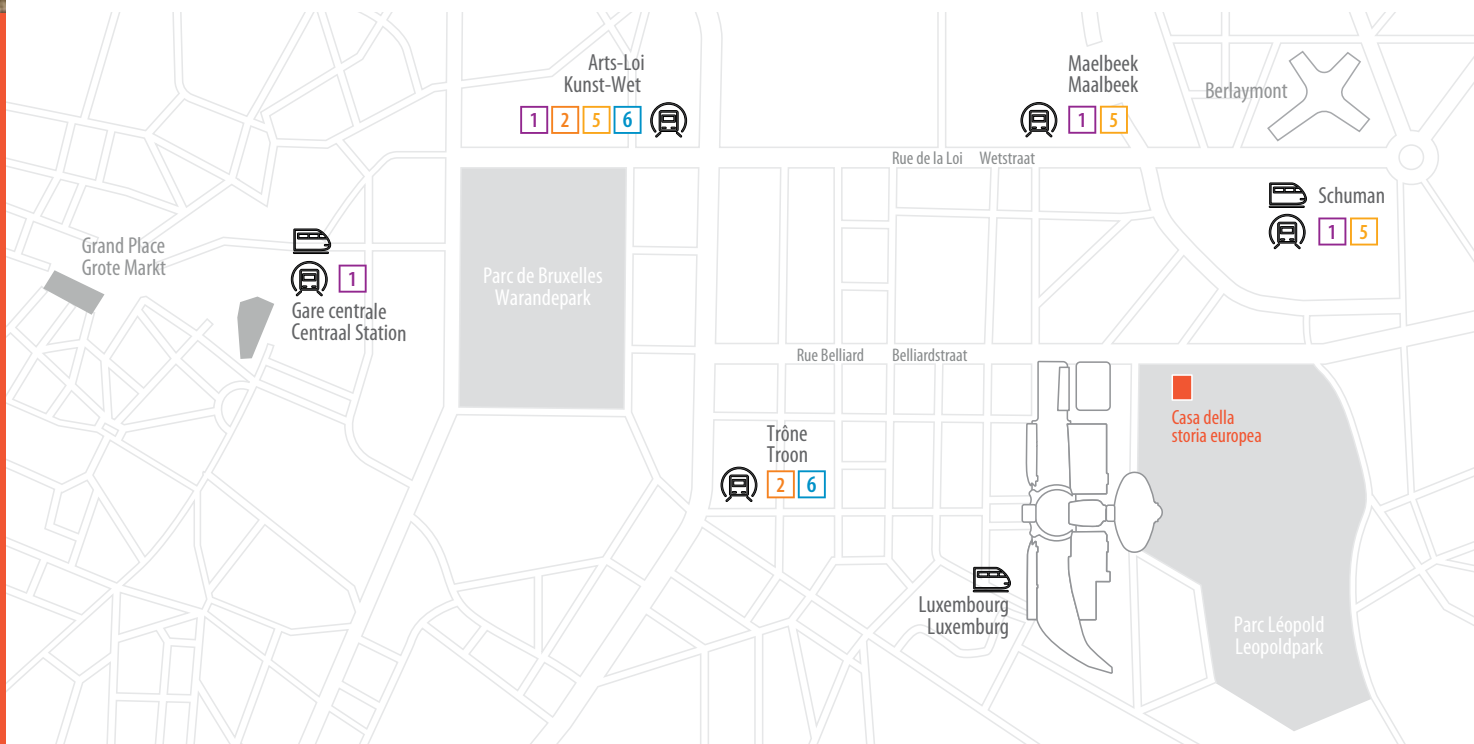 Arts-Loi
Kunst-Wet
1 2 5 6
Maelbeek
Maalbeek
1 5
Berlaymont
Rue de la Loi Wetstraat
Schuman
1 5
Grand Place
Grote Markt
1
Gare centrale
Centraal Station
Parc de Bruxelles
Warandepark
Rue Belliard Belliardstraat
Casa della
storia europea
Trône
Troon
2 6
Luxembourg
Luxemburg
Parc Léopold
Leopoldpark